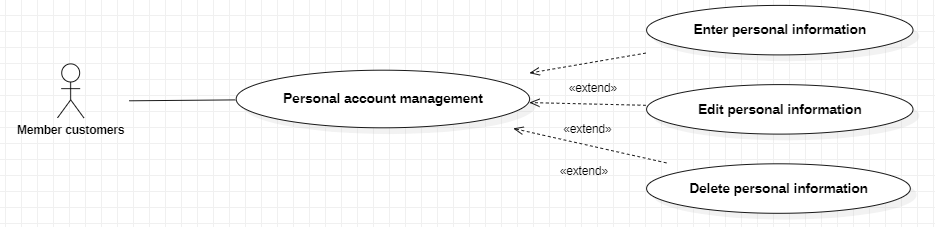 Enter personal information
Personal account management
«extend»
Edit personal information
Member customers
«extend»
«extend»
Delete personal information